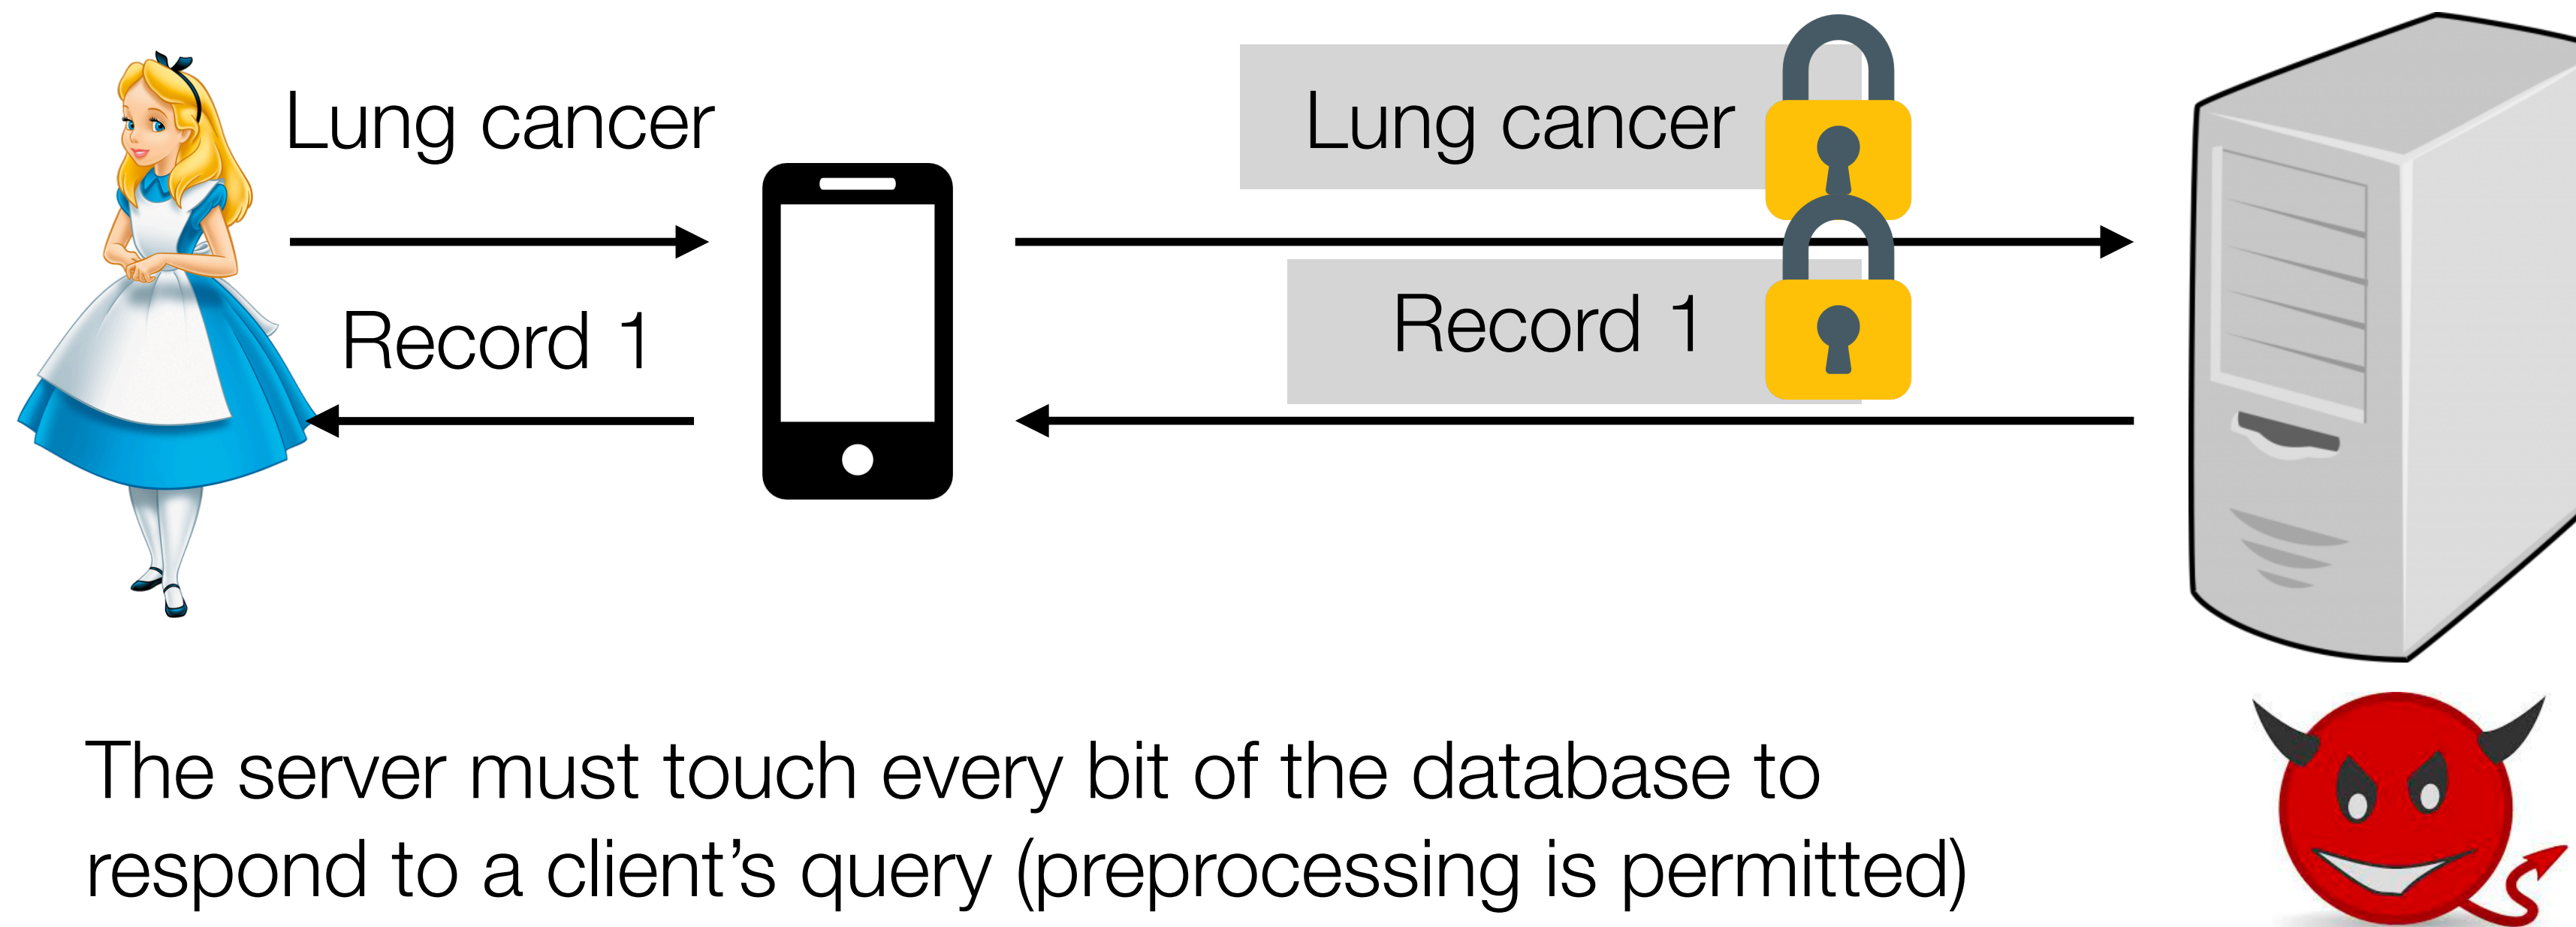 Lung cancer
Lung cancer
Record 1
Record 1
The server must touch every bit of the database to
respond to a client’s query (preprocessing is permitted)